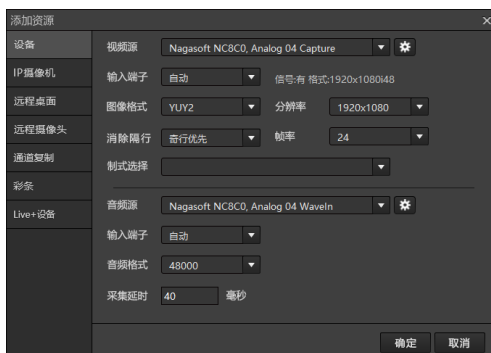 添加资源
设备
IP摄像机
远程桌面
远程摄像头
通道复制
彩条
Live+设备
视频源 Nagasoft NC8C0, Analog 04 Capture
输入端子 自动 信号:有 格式:1920x1080i48
图像格式 YUY2 分辨率 1920x1080
消除隔行 奇行优先 帧率 24
制式选择
音频源 Nagasoft NC8C0, Analog 04 WaveIn
输入端子 自动
音频格式 48000
采集延时 40 毫秒
确定 取消